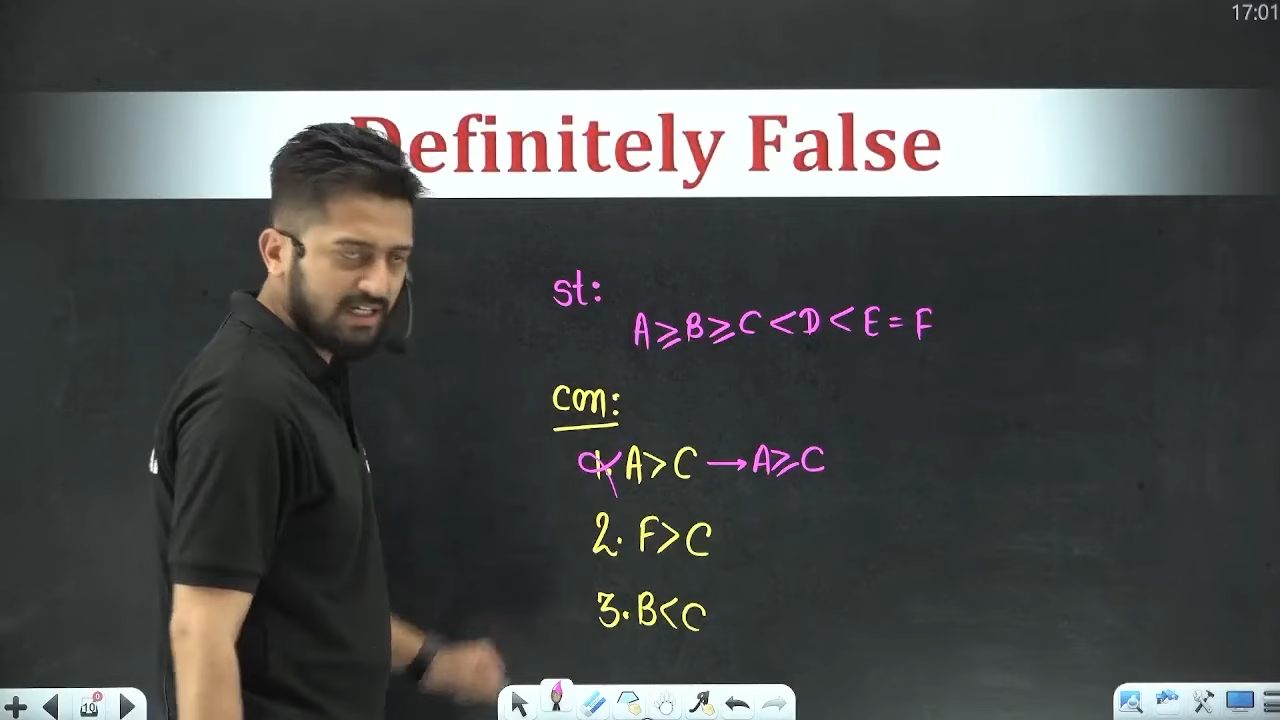 17:01
Definitely False
st:
A ⩾ B ⩾ C < D < E = F
con:
1. A > C → A ⩾ C
2. F > C
3. B < C